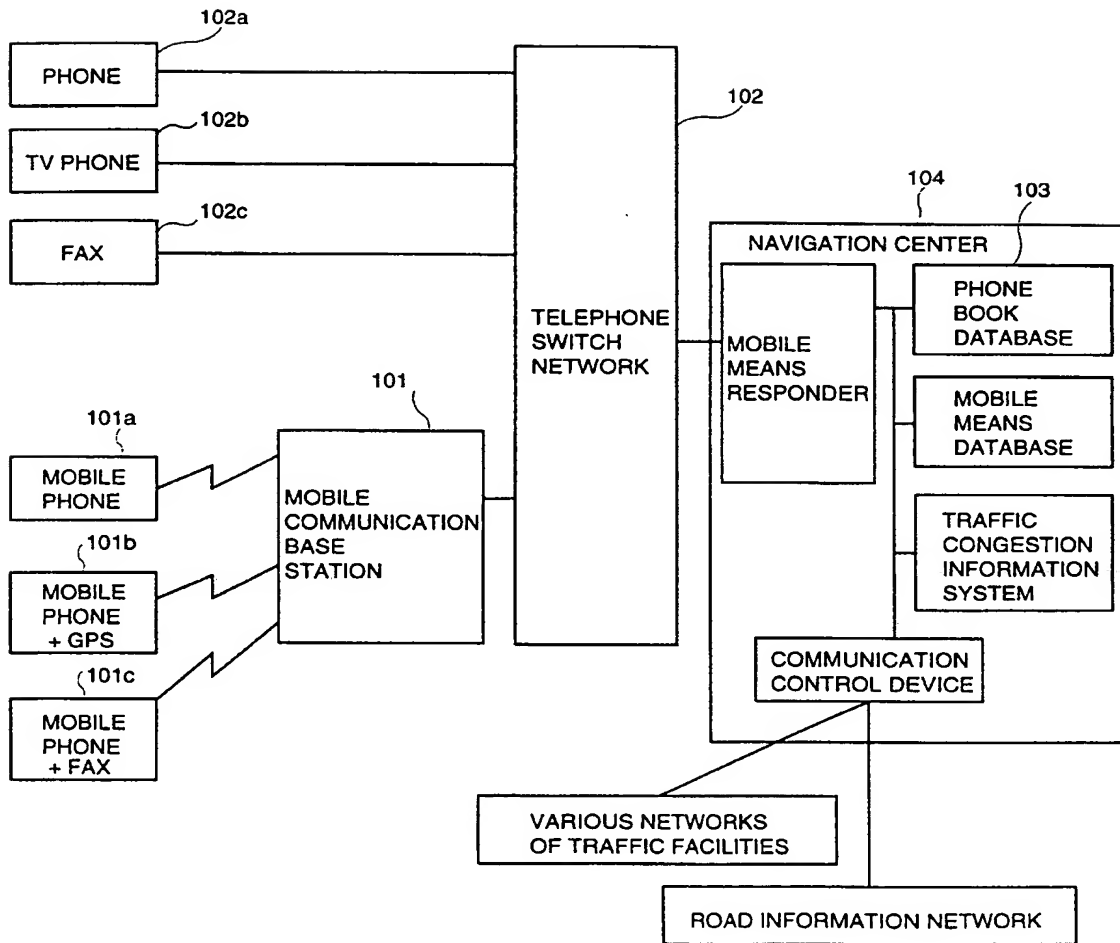 102a
PHONE
102b
TV PHONE
102c
FAX
102
TELEPHONE
SWITCH
NETWORK
101
MOBILE
COMMUNICATION
BASE
STATION
101a
MOBILE
PHONE
101b
MOBILE
PHONE
+ GPS
101c
MOBILE
PHONE
+ FAX
104
103
NAVIGATION CENTER
MOBILE
MEANS
RESPONDER
PHONE
BOOK
DATABASE
MOBILE
MEANS
DATABASE
TRAFFIC
CONGESTION
INFORMATION
SYSTEM
COMMUNICATION
CONTROL DEVICE
VARIOUS NETWORKS
OF TRAFFIC FACILITIES
ROAD INFORMATION NETWORK